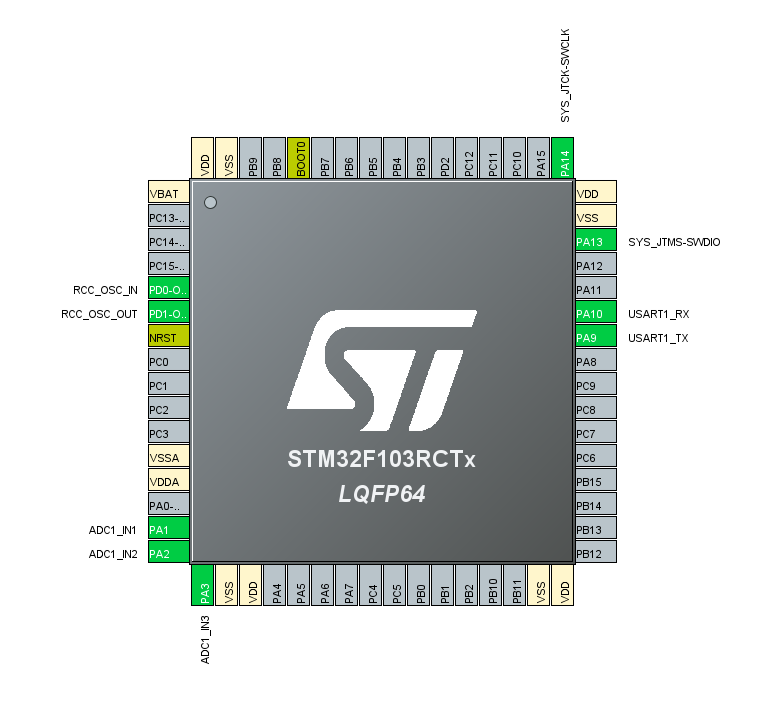 SYS_JTCK-SWCLK
VDD
VSS
PB9
PB8
BOOT0
PB7
PB6
PB5
PB4
PB3
PD2
PC12
PC11
PC10
PA15
PA14
VBAT
PC13-..
PC14-..
PC15-..
RCC_OSC_IN PD0-O..
RCC_OSC_OUT PD1-O..
NRST
PC0
PC1
PC2
PC3
VSSA
VDDA
PA0-..
ADC1_IN1 PA1
ADC1_IN2 PA2
ST
STM32F103RCTx
LQFP64
VDD
VSS
PA13 SYS_JTMS-SWDIO
PA12
PA11
PA10 USART1_RX
PA9 USART1_TX
PA8
PC9
PC8
PC7
PC6
PB15
PB14
PB13
PB12
PA3
VSS
VDD
PA4
PA5
PA6
PA7
PC4
PC5
PB0
PB1
PB2
PB10
PB11
VSS
VDD
ADC1_IN3